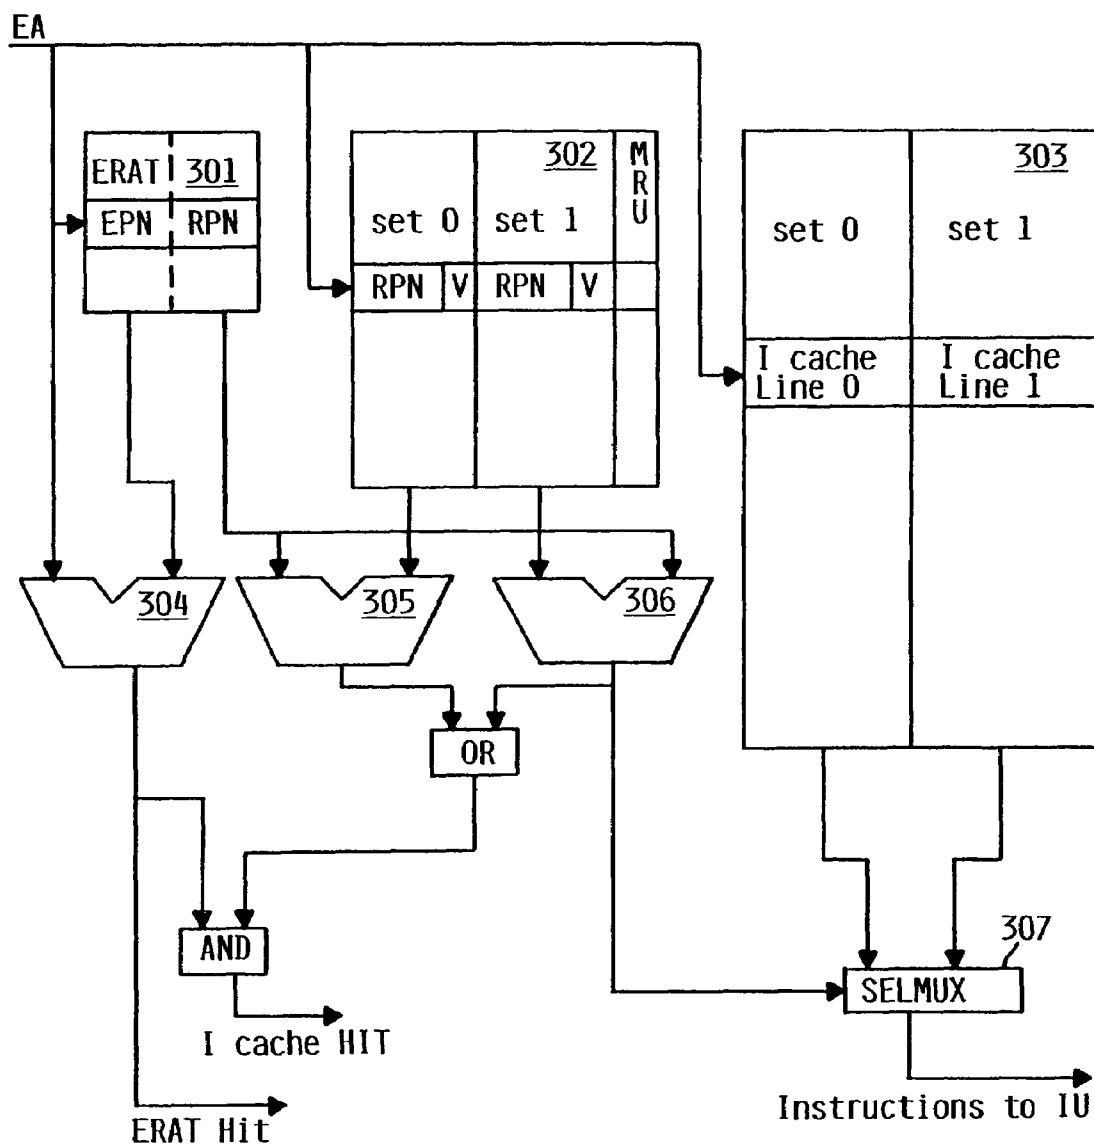 EA
ERAT 301
EPN RPN
302
MRU
set 0 set 1
RPN V RPN V
303
set 0 set 1
I cache
Line 0
I cache
Line 1
304
305
306
OR
AND
307
SELMUX
I cache HIT
ERAT Hit
Instructions to IU